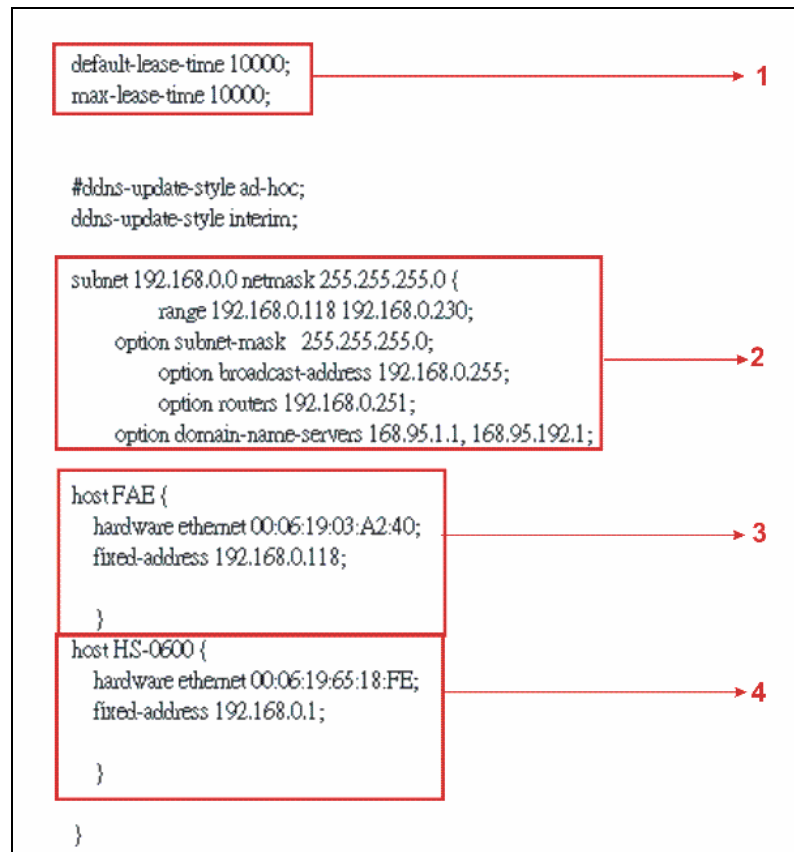 default-lease-time 10000;
max-lease-time 10000;
1
#ddns-update-style ad-hoc;
ddns-update-style interim;
subnet 192.168.0.0 netmask 255.255.255.0 {
range 192.168.0.118 192.168.0.230;
option subnet-mask 255.255.255.0;
option broadcast-address 192.168.0.255;
option routers 192.168.0.251;
option domain-name-servers 168.95.1.1, 168.95.192.1;
2
host FAE {
hardware ethernet 00:06:19:03:A2:40;
fixed-address 192.168.0.118;
}
3
host HS-0600 {
hardware ethernet 00:06:19:65:18:FE;
fixed-address 192.168.0.1;
}
4
}